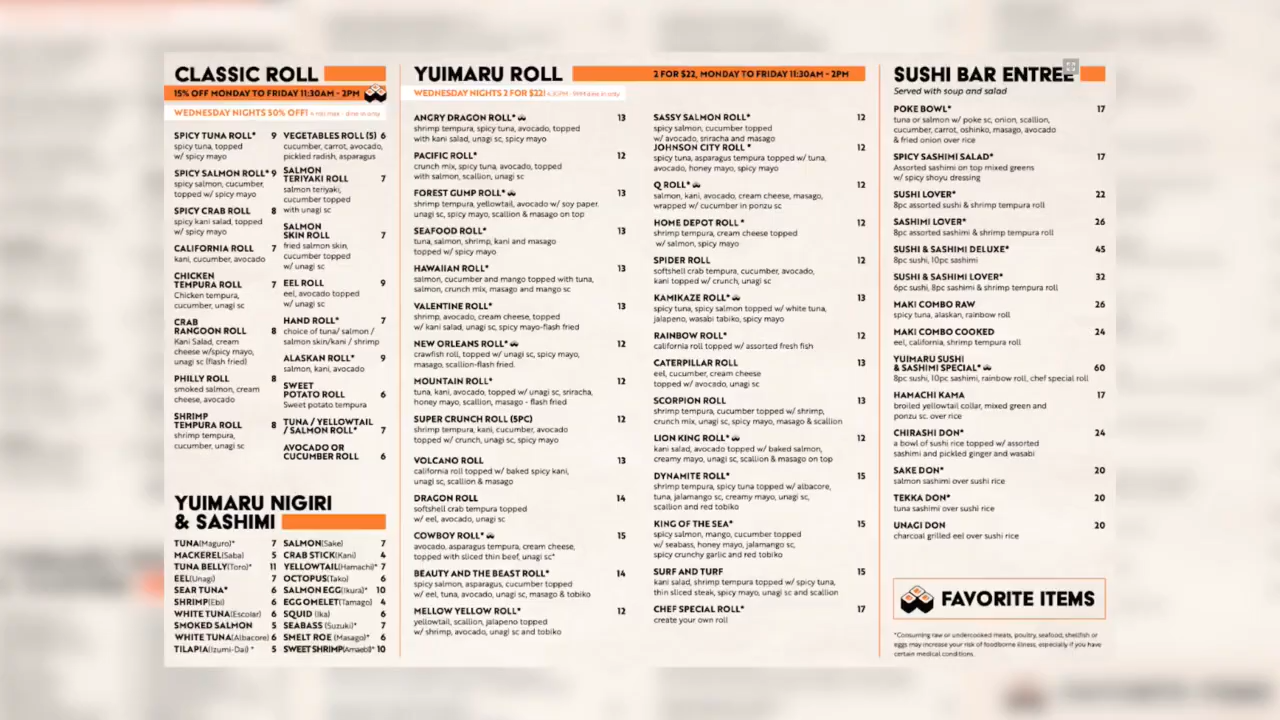 CLASSIC ROLL
15% OFF MONDAY TO FRIDAY 11:30AM - 2PM
WEDNESDAY NIGHTS 50% OFF!
SPICY TUNA ROLL* 9
spicy tuna, topped
w/ spicy mayo
SPICY SALMON ROLL* 9
spicy salmon, cucumber,
topped w/ spicy mayo
SPICY CRAB ROLL 8
spicy kani salad, topped
w/ spicy mayo
CALIFORNIA ROLL 7
kani, cucumber, avocado
CHICKEN
TEMPURA ROLL 7
Chicken tempura,
cucumber, unagi sc
CRAB
RANGOON ROLL 8
Kani Salad, cream
cheese w/spicy mayo,
unagi sc (flash fried)
PHILLY ROLL 8
smoked salmon, cream
cheese, avocado
SHRIMP
TEMPURA ROLL 8
shrimp tempura,
cucumber, unagi sc
VEGETABLES ROLL (5) 6
cucumber, carrot, avocado,
pickled radish, asparagus
SALMON
TERIYAKI ROLL 7
salmon teriyaki,
cucumber topped
with unagi sc
SALMON
SKIN ROLL 7
fried salmon skin,
cucumber topped
w/ unagi sc
EEL ROLL 9
eel, avocado topped
w/ unagi sc
HAND ROLL* 7
choice of tuna/ salmon /
salmon skin/kani / shrimp
ALASKAN ROLL* 9
salmon, kani, avocado
SWEET
POTATO ROLL 6
Sweet potato tempura
TUNA / YELLOWTAIL
/ SALMON ROLL* 7
AVOCADO OR
CUCUMBER ROLL 6
YUIMARU NIGIRI
& SASHIMI
TUNA(Maguro)* 7
MACKEREL(Saba) 5
TUNA BELLY(Toro)* 11
EEL(Unagi) 7
SEAR TUNA* 6
SHRIMP(Ebi) 6
WHITE TUNA(Escolar) 6
SMOKED SALMON 5
WHITE TUNA(Albacore) 6
TILAPIA(Izumi-Dai) * 5
SALMON(Sake) 7
CRAB STICK(Kani) 4
YELLOWTAIL(Hamachi)* 7
OCTOPUS(Tako) 6
SALMON EGG(Ikura)* 10
EGG OMELET(Tamago) 4
SQUID (Ika) 6
SEABASS (Suzuki)* 7
SMELT ROE (Masago)* 6
SWEET SHRIMP(Amaebi)* 10
YUIMARU ROLL
2 FOR $22, MONDAY TO FRIDAY 11:30AM - 2PM
WEDNESDAY NIGHTS 2 FOR $22!
ANGRY DRAGON ROLL* 13
shrimp tempura, spicy tuna, avocado, topped
with kani salad, unagi sc, spicy mayo
PACIFIC ROLL* 12
crunch mix, spicy tuna, avocado, topped
with salmon, scallion, unagi sc
FOREST GUMP ROLL* 13
shrimp tempura, yellowtail, avocado w/ soy paper,
unagi sc, spicy mayo, scallion & masago on top
SEAFOOD ROLL* 13
tuna, salmon, shrimp, kani and masago
topped w/ spicy mayo
HAWAIIAN ROLL* 13
salmon, cucumber and mango topped with tuna,
salmon, crunch mix, masago and mango sc
VALENTINE ROLL* 13
shrimp, avocado, cream cheese, topped
w/ kani salad, unagi sc, spicy mayo-flash fried
NEW ORLEANS ROLL* 12
crawfish roll, topped w/ unagi sc, spicy mayo,
masago, scallion-flash fried.
MOUNTAIN ROLL* 12
tuna, kani, avocado, topped w/ unagi sc, sriracha,
honey mayo, scallion, masago - flash fried
SUPER CRUNCH ROLL (5PC) 12
shrimp tempura, kani, cucumber, avocado
topped w/ crunch, unagi sc, spicy mayo
VOLCANO ROLL 13
california roll topped w/ baked spicy kani,
unagi sc, scallion & masago
DRAGON ROLL 14
softshell crab tempura, cucumber, topped
w/ eel, avocado, unagi sc
COWBOY ROLL* 15
avocado, asparagus tempura, cream cheese,
topped with sliced thin beef, unagi sc*
BEAUTY AND THE BEAST ROLL* 14
spicy salmon, asparagus, cucumber topped
w/ eel, tuna, avocado, unagi sc, masago & tobiko
MELLOW YELLOW ROLL* 12
yellowtail, scallion, jalapeno topped
w/ shrimp, avocado, unagi sc and tobiko
SASSY SALMON ROLL* 12
spicy salmon, cucumber topped
w/ avocado, sriracha and masago
JOHNSON CITY ROLL * 12
spicy tuna, asparagus tempura topped w/ tuna,
avocado, honey mayo, spicy mayo
Q ROLL* 12
salmon, kani, avocado, cream cheese, masago,
wrapped w/ cucumber in ponzu sc
HOME DEPOT ROLL * 12
shrimp tempura, cream cheese topped
w/ salmon, spicy mayo
SPIDER ROLL 12
softshell crab tempura, cucumber, avocado,
kani topped w/ crunch, unagi sc
KAMIKAZE ROLL* 13
spicy tuna, spicy salmon topped w/ white tuna,
jalapeno, wasabi tabiko, spicy mayo
RAINBOW ROLL* 12
california roll topped w/ assorted fresh fish
CATERPILLAR ROLL 13
eel, cucumber, cream cheese
topped w/ avocado, unagi sc
SCORPION ROLL 13
shrimp tempura, cucumber topped w/ shrimp,
crunch mix, unagi sc, spicy mayo, masago & scallion
LION KING ROLL* 12
kani salad, avocado topped w/ baked salmon,
creamy mayo, unagi sc, scallion & masago on top
DYNAMITE ROLL* 15
shrimp tempura, spicy tuna topped w/ albacore,
tuna, jalamango sc, creamy mayo, unagi sc,
scallion and red tobiko
KING OF THE SEA* 15
spicy salmon, mango, cucumber topped
w/ seabass, honey mayo, jalamango sc,
spicy crunchy garlic and red tobiko
SURF AND TURF 15
kani salad, shrimp tempura topped w/ spicy tuna,
thin sliced steak, spicy mayo, unagi sc and scallion
CHEF SPECIAL ROLL* 17
create your own roll
SUSHI BAR ENTREE
Served with soup and salad
POKE BOWL* 17
tuna or salmon w/ poke sc, onion, scallion,
cucumber, carrot, oshinko, masago, avocado
& fried onion over rice
SPICY SASHIMI SALAD* 17
Assorted sashimi on top mixed greens
w/ spicy shoyu dressing
SUSHI LOVER* 22
8pc assorted sushi & shrimp tempura roll
SASHIMI LOVER* 26
8pc assorted sashimi & shrimp tempura roll
SUSHI & SASHIMI DELUXE* 45
8pc sushi, 10pc sashimi
SUSHI & SASHIMI LOVER* 32
6pc sushi, 8pc sashimi & shrimp tempura roll
MAKI COMBO RAW 26
spicy tuna, alaskan, rainbow roll
MAKI COMBO COOKED 24
eel, california, shrimp tempura roll
YUIMARU SUSHI
& SASHIMI SPECIAL* 60
8pc sushi, 10pc sashimi, rainbow roll, chef special roll
HAMACHI KAMA 17
broiled yellowtail collar, mixed green and
ponzu sc. over rice
CHIRASHI DON* 24
a bowl of sushi rice topped w/ assorted
sashimi and pickled ginger and wasabi
SAKE DON* 20
salmon sashimi over sushi rice
TEKKA DON* 20
tuna sashimi over sushi rice
UNAGI DON 20
charcoal grilled eel over sushi rice
FAVORITE ITEMS
*Consuming raw or undercooked meats, poultry, seafood, shellfish or
eggs may increase your risk of foodborne illness, especially if you have
certain medical conditions.